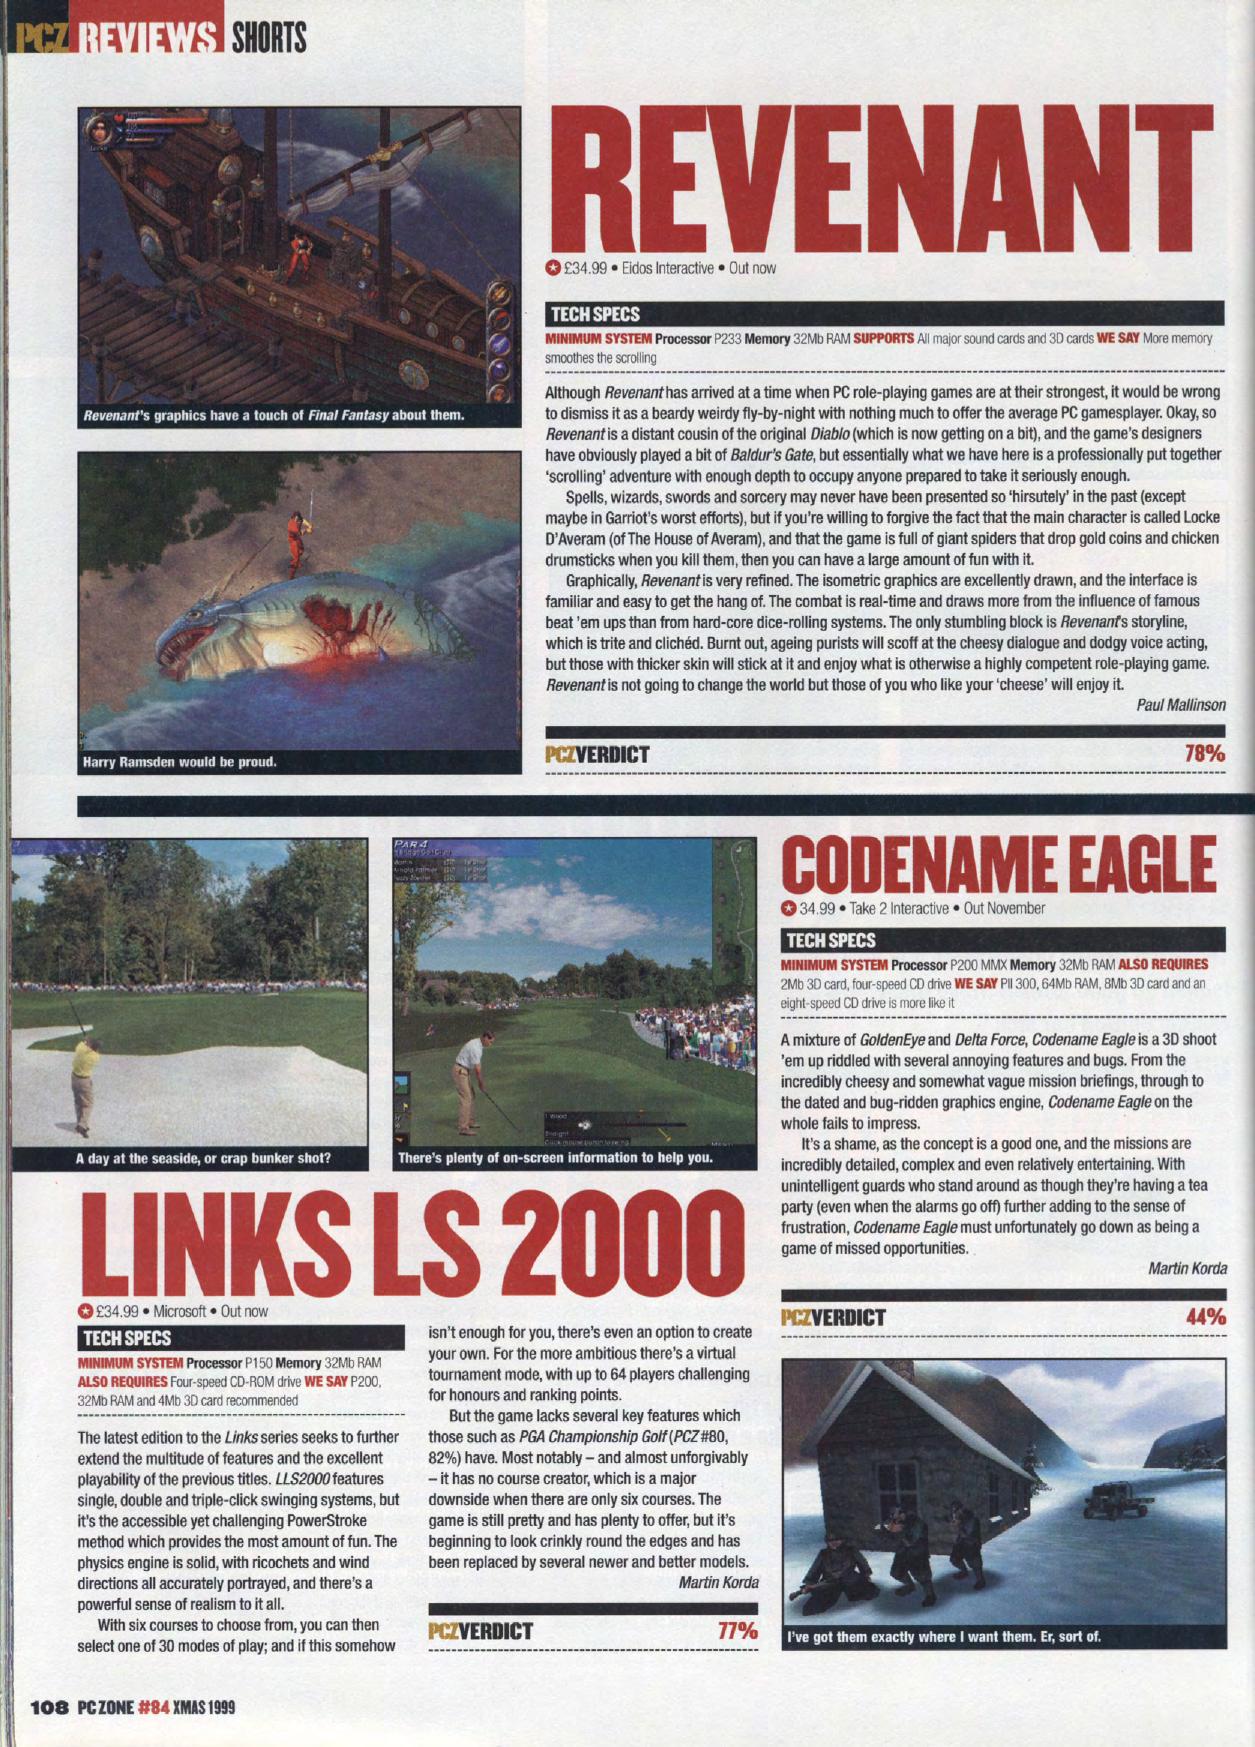 PCZ REVIEWS SHORTS
REVENANT
£34.99 • Eidos Interactive • Out now
TECH SPECS
MINIMUM SYSTEM Processor P233 Memory 32Mb RAM SUPPORTS All major sound cards and 3D cards WE SAY More memory
smoothes the scrolling
Although Revenant has arrived at a time when PC role-playing games are at their strongest, it would be wrong
to dismiss it as a beardy weirdy fly-by-night with nothing much to offer the average PC gamesplayer. Okay, so
Revenant is a distant cousin of the original Diablo (which is now getting on a bit), and the game's designers
have obviously played a bit of Baldur's Gate, but essentially what we have here is a professionally put together
'scrolling' adventure with enough depth to occupy anyone prepared to take it seriously enough.
Spells, wizards, swords and sorcery may never have been presented so 'hirsutely' in the past (except
maybe in Garriot's worst efforts), but if you're willing to forgive the fact that the main character is called Locke
D'Averam (of The House of Averam), and that the game is full of giant spiders that drop gold coins and chicken
drumsticks when you kill them, then you can have a large amount of fun with it.
Graphically, Revenant is very refined. The isometric graphics are excellently drawn, and the interface is
familiar and easy to get the hang of. The combat is real-time and draws more from the influence of famous
beat 'em ups than from hard-core dice-rolling systems. The only stumbling block is Revenant's storyline,
which is trite and clichéd. Burnt out, ageing purists will scoff at the cheesy dialogue and dodgy voice acting,
but those with thicker skin will stick at it and enjoy what is otherwise a highly competent role-playing game.
Revenant is not going to change the world but those of you who like your 'cheese' will enjoy it.
Paul Mallinson
PCZVERDICT 78%
Revenant's graphics have a touch of Final Fantasy about them.
Harry Ramsden would be proud.
A day at the seaside, or crap bunker shot?
PAR 4
There's plenty of on-screen information to help you.
LINKS LS 2000
£34.99 • Microsoft • Out now
TECH SPECS
MINIMUM SYSTEM Processor P150 Memory 32Mb RAM
ALSO REQUIRES Four-speed CD-ROM drive WE SAY P200,
32Mb RAM and 4Mb 3D card recommended
The latest edition to the Links series seeks to further
extend the multitude of features and the excellent
playability of the previous titles. LLS2000 features
single, double and triple-click swinging systems, but
it's the accessible yet challenging PowerStroke
method which provides the most amount of fun. The
physics engine is solid, with ricochets and wind
directions all accurately portrayed, and there's a
powerful sense of realism to it all.
With six courses to choose from, you can then
select one of 30 modes of play; and if this somehow
isn't enough for you, there's even an option to create
your own. For the more ambitious there's a virtual
tournament mode, with up to 64 players challenging
for honours and ranking points.
But the game lacks several key features which
those such as PGA Championship Golf (PCZ #80,
82%) have. Most notably – and almost unforgivably
– it has no course creator, which is a major
downside when there are only six courses. The
game is still pretty and has plenty to offer, but it's
beginning to look crinkly round the edges and has
been replaced by several newer and better models.
Martin Korda
PCZVERDICT 77%
CODENAME EAGLE
34.99 • Take 2 Interactive • Out November
TECH SPECS
MINIMUM SYSTEM Processor P200 MMX Memory 32Mb RAM ALSO REQUIRES
2Mb 3D card, four-speed CD drive WE SAY PII 300, 64Mb RAM, 8Mb 3D card and an
eight-speed CD drive is more like it
A mixture of GoldenEye and Delta Force, Codename Eagle is a 3D shoot
'em up riddled with several annoying features and bugs. From the
incredibly cheesy and somewhat vague mission briefings, through to
the dated and bug-ridden graphics engine, Codename Eagle on the
whole fails to impress.
It's a shame, as the concept is a good one, and the missions are
incredibly detailed, complex and even relatively entertaining. With
unintelligent guards who stand around as though they're having a tea
party (even when the alarms go off) further adding to the sense of
frustration, Codename Eagle must unfortunately go down as being a
game of missed opportunities.
Martin Korda
PCZVERDICT 44%
I've got them exactly where I want them. Er, sort of.
108 PC ZONE #84 XMAS 1999